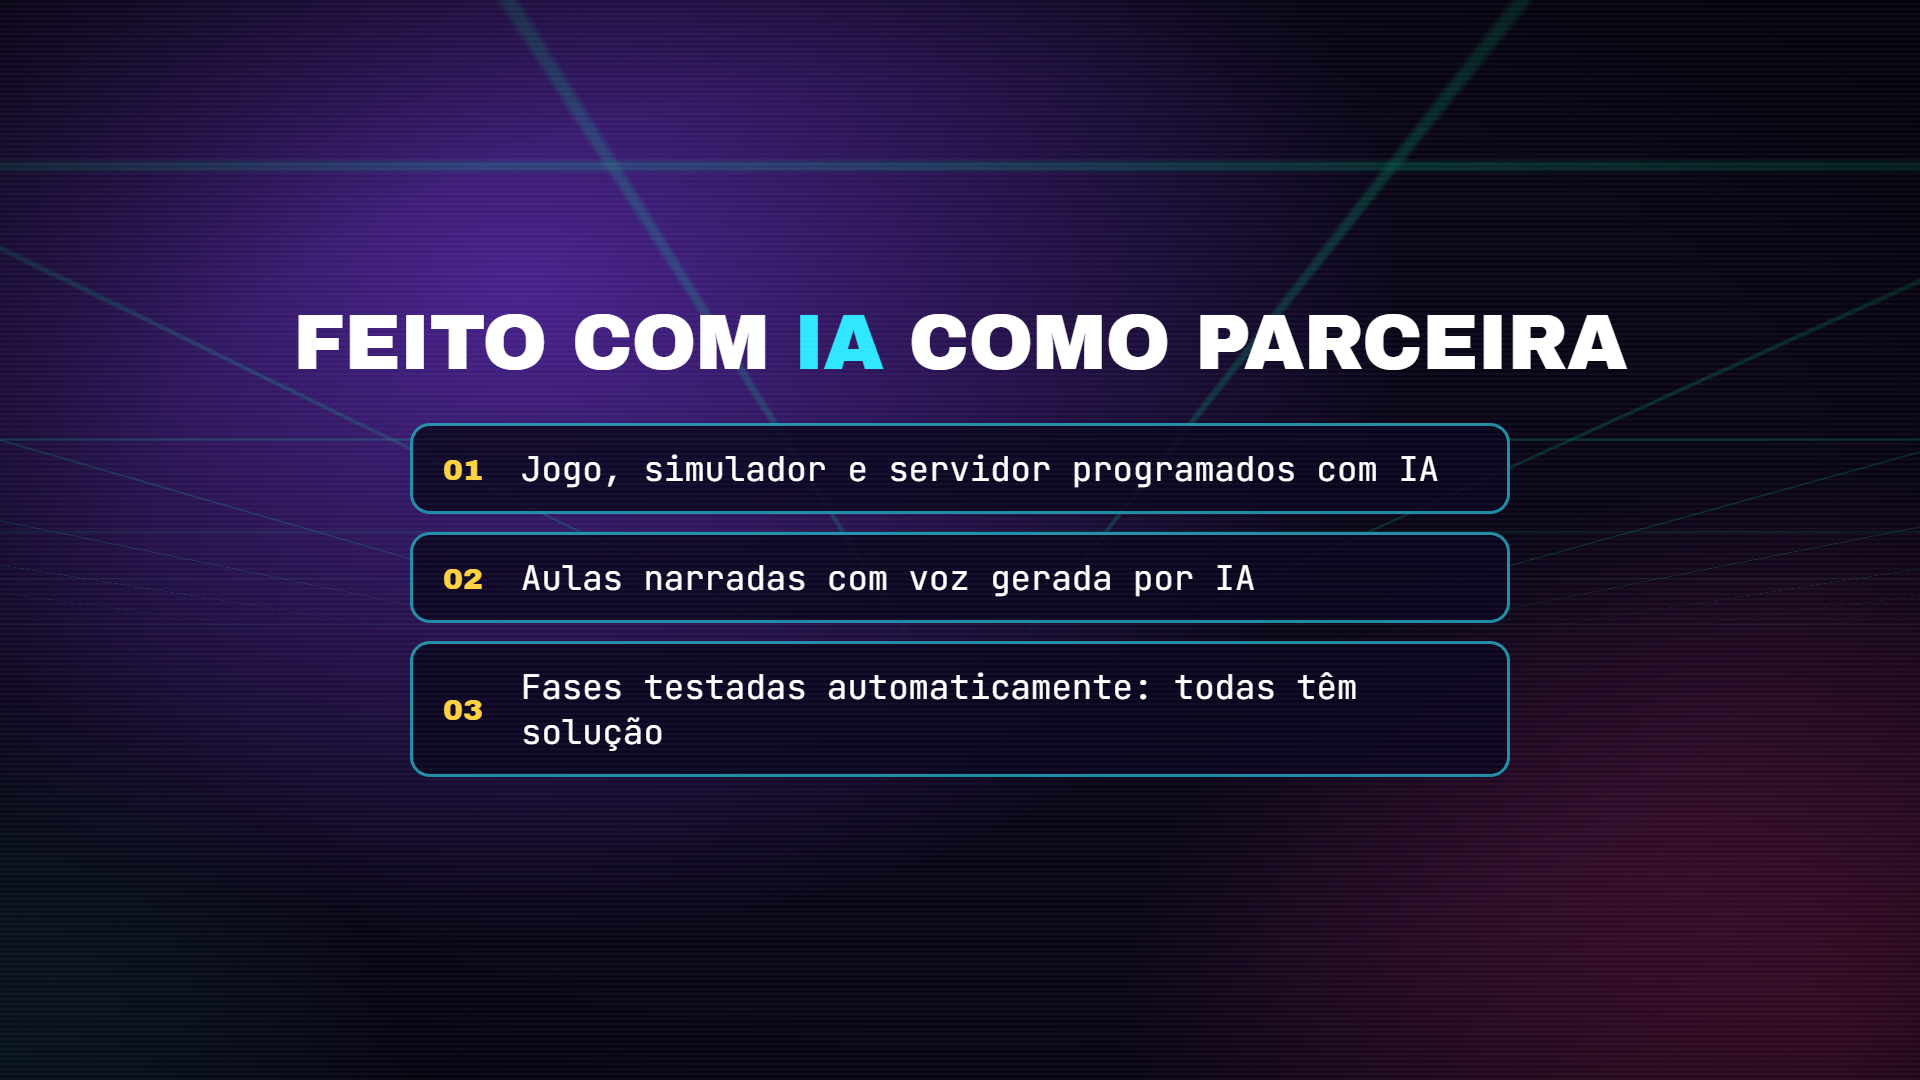 FEITO COM IA COMO PARCEIRA
01 Jogo, simulador e servidor programados com IA
02 Aulas narradas com voz gerada por IA
03 Fases testadas automaticamente: todas têm
solução